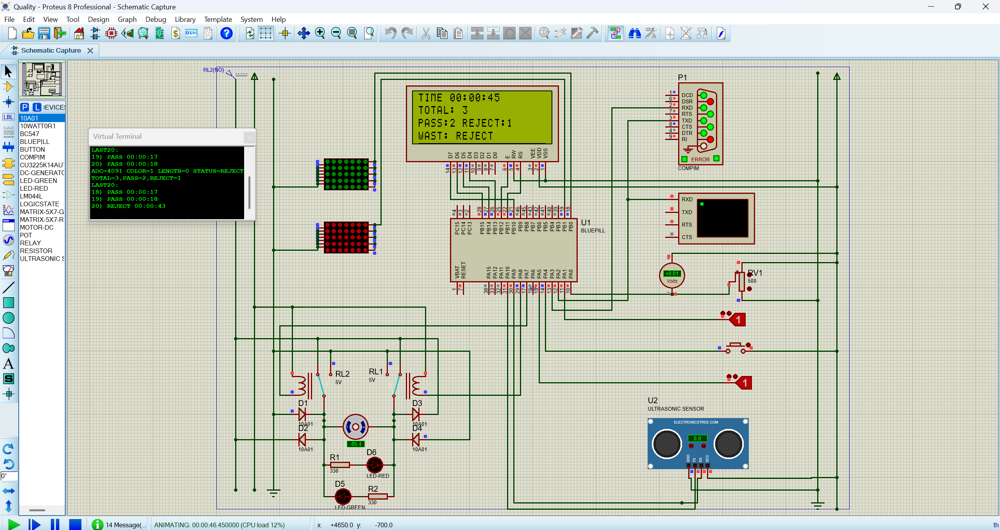 Quality - Proteus 8 Professional - Schematic Capture
File Edit View Tool Design Graph Debug Library Template System Help
Schematic Capture
P L DEVICES
10A01
10WATT0R1
BC547
BLUEPILL
BUTTON
COMPIM
CU3225K14AU
DC-GENERATO
LED-GREEN
LED-RED
LM044L
LOGICSTATE
MATRIX-5X7-G
MATRIX-5X7-R
MOTOR-DC
POT
RELAY
RESISTOR
ULTRASONIC S
LBL
A
S
0°
RL2(NO)
Virtual Terminal
LAST20:
19) PASS 00:00:17
20) PASS 00:00:18
ADC=4091 COLOR=1 LENGTH=0 STATUS=REJECT
TOTAL=3,PASS=2,REJECT=1
LAST20:
18) PASS 00:00:17
19) PASS 00:00:18
20) REJECT 00:00:43
TIME 00:00:45
TOTAL: 3
PASS:2 REJECT:1
WAST: REJECT
D7 D6 D5 D4 D3 D2 D1 D0 E RW RS VEE VDD VSS
14 13 12 11 10 9 8 7 6 5 4 3 2 1
P1
1 DCD
6 DSR
2 RXD
7 RTS
3 TXD
8 CTS
4 DTR
9 RI
ERROR
COMPIM
RXD
TXD
RTS
CTS
4 3 2 28 27 26 25 22 21 46 45 43 42 41 40 39 19 18
PC15 PC14 PC13 PB15 PB14 PB13 PB12 PB11 PB10 PB9 PB8 PB7 PB6 PB5 PB4 PB3 PB1 PB0
U1
BLUEPILL
VBAT RESET PA15 PA12 PA11 PA10 PA9 PA8 PA7 PA6 PA5 PA4 PA3 PA2 PA1 PA0
1 7 38 33 32 31 30 29 17 16 15 14 13 12 11 10
+0.01
Volts
RV1
500
1
1
RL2
5V
RL1
5V
D1
10A01
D2
10A01
D3
10A01
D4
10A01
-85.4
R1
330
D6
LED-RED
D5
LED-GREEN
R2
330
U2
ULTRASONIC SENSOR
ELECTRONICSTREE.COM
0.0
GND TX RX VCC
14 Message(...
ANIMATING: 00:00:46.450000 (CPU load 12%)
x: +4650.0 y: -700.0
th